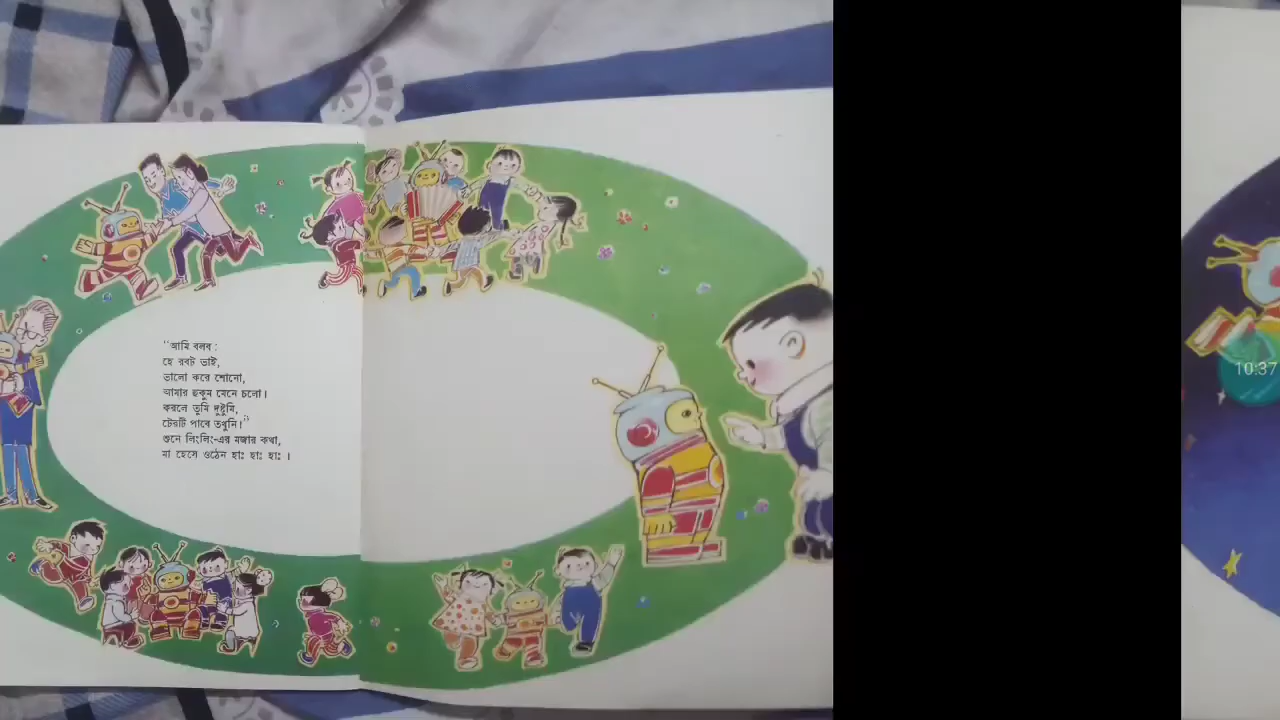 "আমি বলব :
হে রবট ভাই,
ভালো করে শোনো,
আমার হুকুম মেনে চলো।
করলে তুমি দুষ্টুমি,
টেরটি পাবে তখুনি!"
শুনে লিংলিং-এর মজার কথা,
মা হেসে ওঠেন হাঃ হাঃ হাঃ ।
10:37